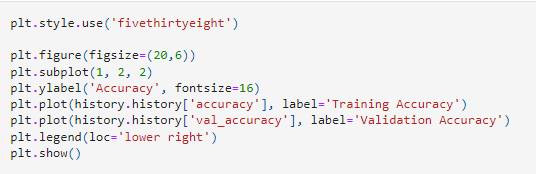 plt.style.use('fivethirtyeight')
plt.figure(figsize=(20,6))
plt.subplot(1, 2, 2)
plt.ylabel('Accuracy', fontsize=16)
plt.plot(history.history['accuracy'], label='Training Accuracy')
plt.plot(history.history['val_accuracy'], label='Validation Accuracy')
plt.legend(loc='lower right')
plt.show()